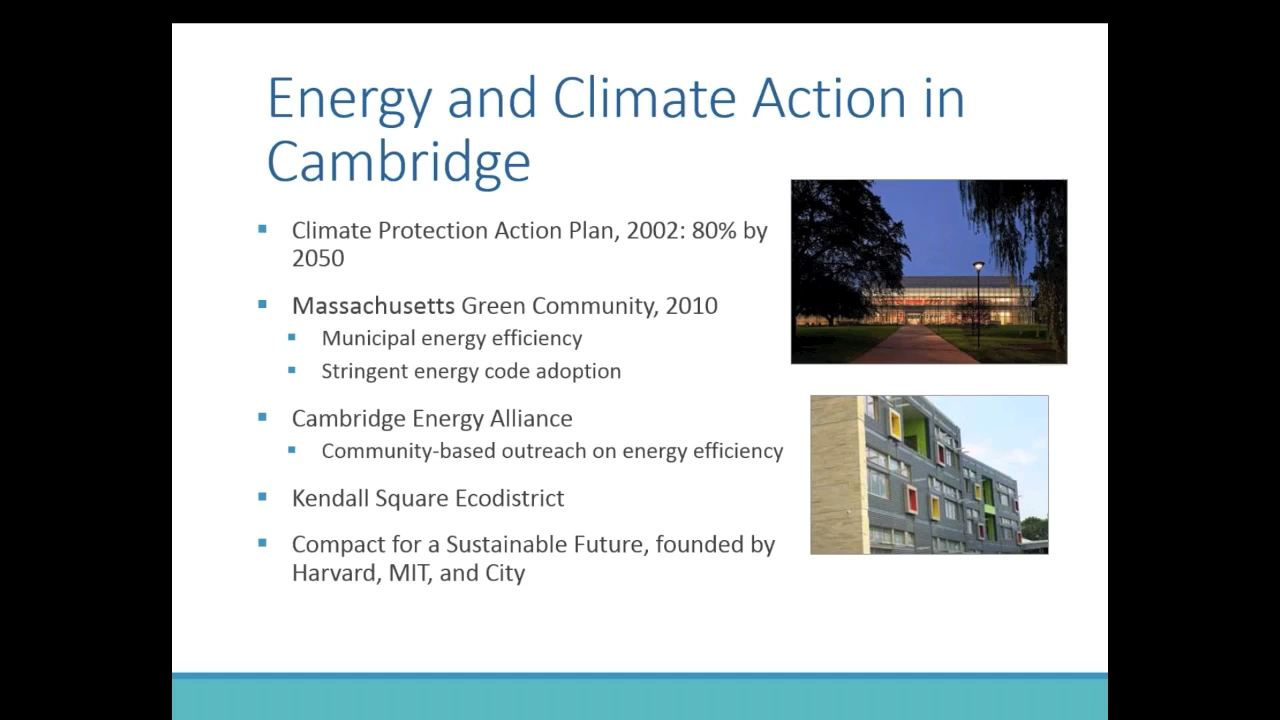 Energy and Climate Action in
Cambridge
Climate Protection Action Plan, 2002: 80% by
2050
Massachusetts Green Community, 2010
Municipal energy efficiency
Stringent energy code adoption
Cambridge Energy Alliance
Community-based outreach on energy efficiency
Kendall Square Ecodistrict
Compact for a Sustainable Future, founded by
Harvard, MIT, and City